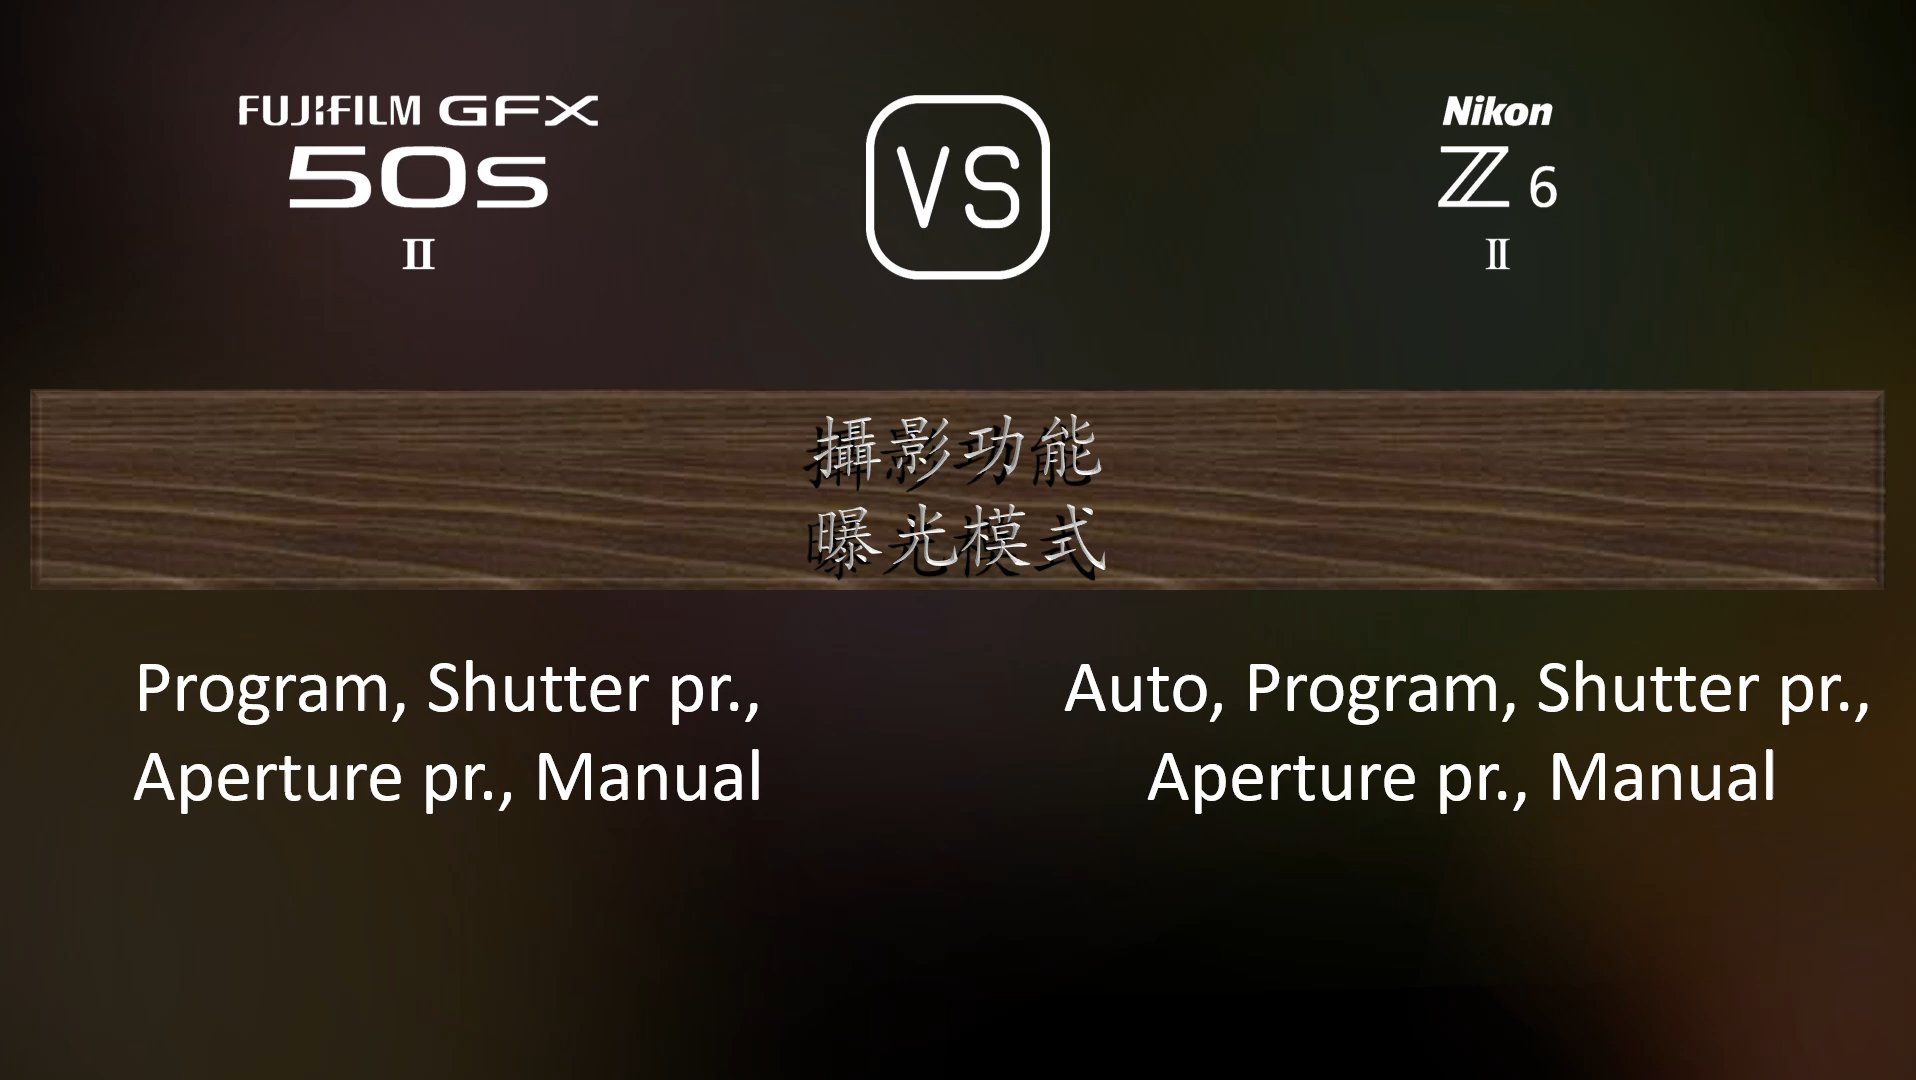 FUJIFILM GFX
50S
II
VS
Nikon
Z 6
II
攝影功能
曝光模式
Program, Shutter pr.,
Aperture pr., Manual
Auto, Program, Shutter pr.,
Aperture pr., Manual